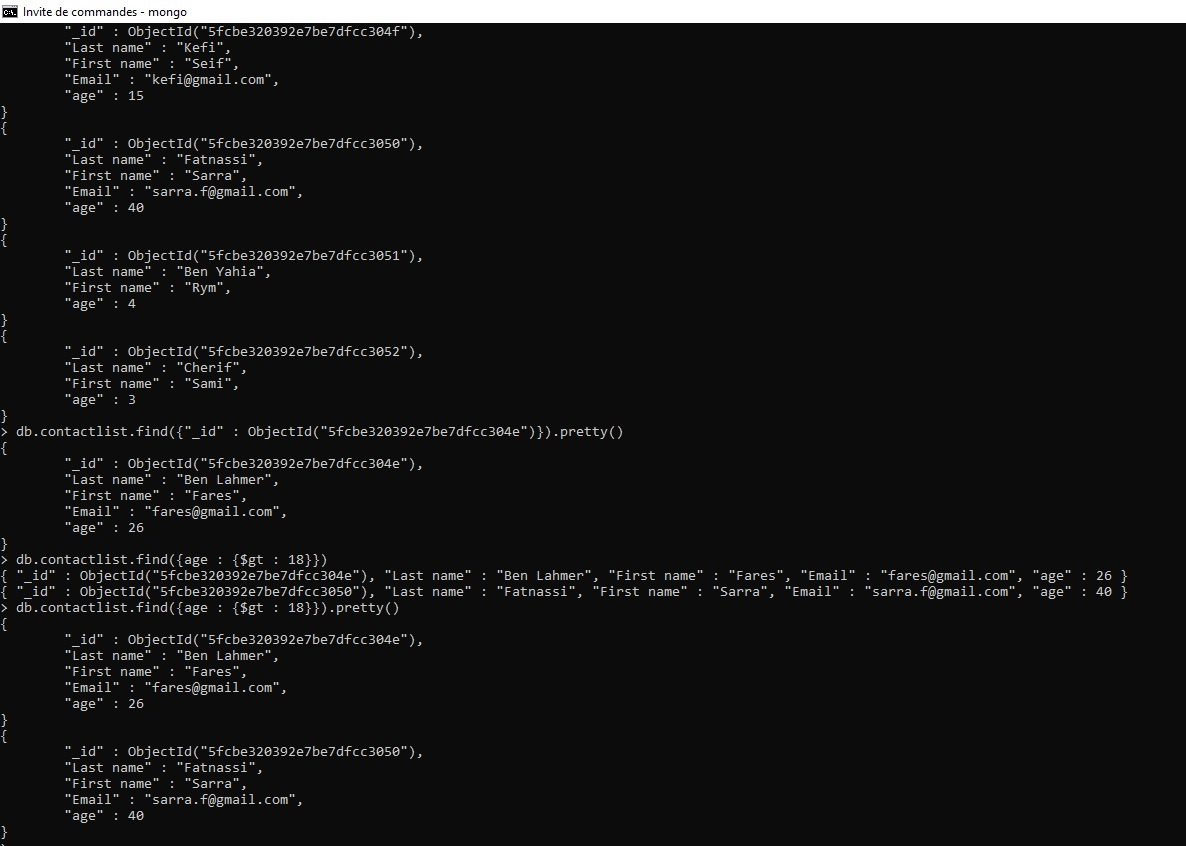 Invite de commandes - mongo
"_id" : ObjectId("5fcbe320392e7be7dfcc304f"),
"Last name" : "Kefi",
"First name" : "Seif",
"Email" : "kefi@gmail.com",
"age" : 15
}
{
"_id" : ObjectId("5fcbe320392e7be7dfcc3050"),
"Last name" : "Fatnassi",
"First name" : "Sarra",
"Email" : "sarra.f@gmail.com",
"age" : 40
}
{
"_id" : ObjectId("5fcbe320392e7be7dfcc3051"),
"Last name" : "Ben Yahia",
"First name" : "Rym",
"age" : 4
}
{
"_id" : ObjectId("5fcbe320392e7be7dfcc3052"),
"Last name" : "Cherif",
"First name" : "Sami",
"age" : 3
}
> db.contactlist.find({"_id" : ObjectId("5fcbe320392e7be7dfcc304e")}).pretty()
{
"_id" : ObjectId("5fcbe320392e7be7dfcc304e"),
"Last name" : "Ben Lahmer",
"First name" : "Fares",
"Email" : "fares@gmail.com",
"age" : 26
}
> db.contactlist.find({age : {$gt : 18}})
{ "_id" : ObjectId("5fcbe320392e7be7dfcc304e"), "Last name" : "Ben Lahmer", "First name" : "Fares", "Email" : "fares@gmail.com", "age" : 26 }
{ "_id" : ObjectId("5fcbe320392e7be7dfcc3050"), "Last name" : "Fatnassi", "First name" : "Sarra", "Email" : "sarra.f@gmail.com", "age" : 40 }
> db.contactlist.find({age : {$gt : 18}}).pretty()
{
"_id" : ObjectId("5fcbe320392e7be7dfcc304e"),
"Last name" : "Ben Lahmer",
"First name" : "Fares",
"Email" : "fares@gmail.com",
"age" : 26
}
{
"_id" : ObjectId("5fcbe320392e7be7dfcc3050"),
"Last name" : "Fatnassi",
"First name" : "Sarra",
"Email" : "sarra.f@gmail.com",
"age" : 40
}